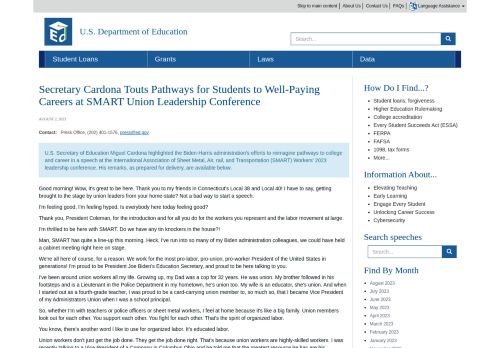 Skip to main content | About Us | Contact Us | FAQs | Language Assistance
U.S. Department of Education
Search...
Student Loans
Grants
Laws
Data
Secretary Cardona Touts Pathways for Students to Well-Paying
Careers at SMART Union Leadership Conference
AUGUST 2, 2023
Contact: Press Office, (202) 401-1576, press@ed.gov
U.S. Secretary of Education Miguel Cardona highlighted the Biden-Harris administration's efforts to reimagine pathways to college
and career in a speech at the International Association of Sheet Metal, Air, rail, and Transportation (SMART) Workers' 2023
leadership conference. His remarks, as prepared for delivery, are available below.
Good morning! Wow, it's great to be here. Thank you to my friends in Connecticut's Local 38 and Local 40! I have to say, getting
brought to the stage by union leaders from your home-state? Not a bad way to start a speech.
I'm feeling good. I'm feeling hyped. Is everybody here today feeling good?
Thank you, President Coleman, for the introduction and for all you do for the workers you represent and the labor movement at large.
I'm thrilled to be here with SMART. Do we have any tin knockers in the house?!
Man, SMART has quite a line-up this morning. Heck, I've run into so many of my Biden administration colleagues, we could have held
a cabinet meeting right here on stage.
We're all here of course, for a reason. We work for the most pro-labor, pro-union, pro-worker President of the United States in
generations! I'm proud to be President Joe Biden's Education Secretary, and proud to be here talking to you.
I've been around union workers all my life. Growing up, my Dad was a cop for 32 years. He was union. My brother followed in his
footsteps and is a Lieutenant in the Police Department in my hometown, he's union too. My wife is an educator, she's union. And when
I started out as a fourth-grade teacher, I was proud to be a card-carrying union member to, so much so, that I became Vice President
of my Administrators union when I was a school principal.
So, whether I'm with teachers or police officers or sheet metal workers, I feel at home because it's like a big family. Union members
look out for each other. You support each other. You fight for each other. That's the spirit of organized labor.
You know, there's another word I like to use for organized labor. It's educated labor.
Union workers don't just get the job done. They get the job done right. That's because union workers are highly-skilled workers. I was
How Do I Find...?
Student loans, forgiveness
Higher Education Rulemaking
College accreditation
Every Student Succeeds Act (ESSA)
FERPA
FAFSA
1098, tax forms
More...
Information About...
Elevating Teaching
Early Learning
Engage Every Student
Unlocking Career Success
Cybersecurity
Search speeches
Search...
Find By Month
August 2023
July 2023
June 2023
May 2023
April 2023
March 2023
February 2023
January 2023
December 2022
November 2022